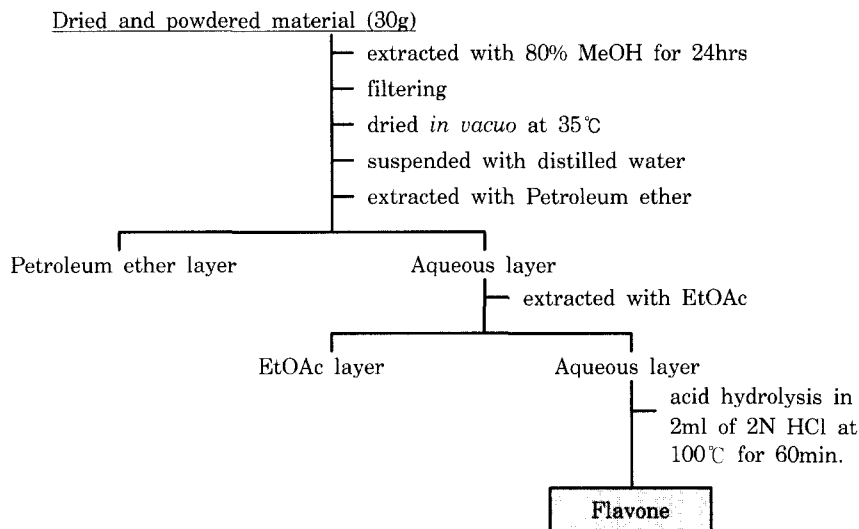 Dried and powdered material (30g)
extracted with 80% MeOH for 24hrs
filtering
dried in vacuo at 35℃
suspended with distilled water
extracted with Petroleum ether
Petroleum ether layer
Aqueous layer
extracted with EtOAc
EtOAc layer
Aqueous layer
acid hydrolysis in
2ml of 2N HCl at
100℃ for 60min.
Flavone